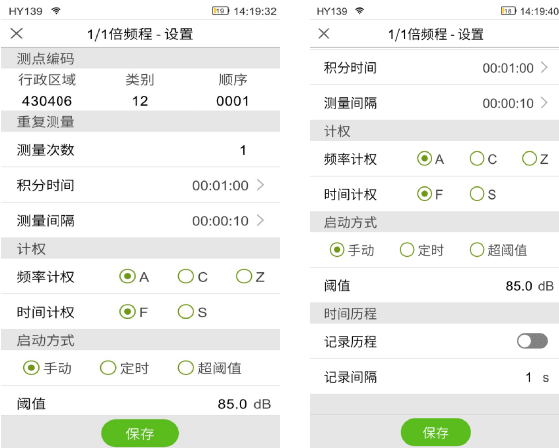 HY139 19 14:19:32
1/1倍频程 - 设置
测点编码
行政区域 类别 顺序
430406 12 0001
重复测量
测量次数 1
积分时间 00:01:00
测量间隔 00:00:10
计权
频率计权 A C Z
时间计权 F S
启动方式
手动 定时 超阈值
阈值 85.0 dB
保存
HY139 18 14:19:40
1/1倍频程 - 设置
积分时间 00:01:00
测量间隔 00:00:10
计权
频率计权 A C Z
时间计权 F S
启动方式
手动 定时 超阈值
阈值 85.0 dB
时间历程
记录历程
记录间隔 1 s
保存